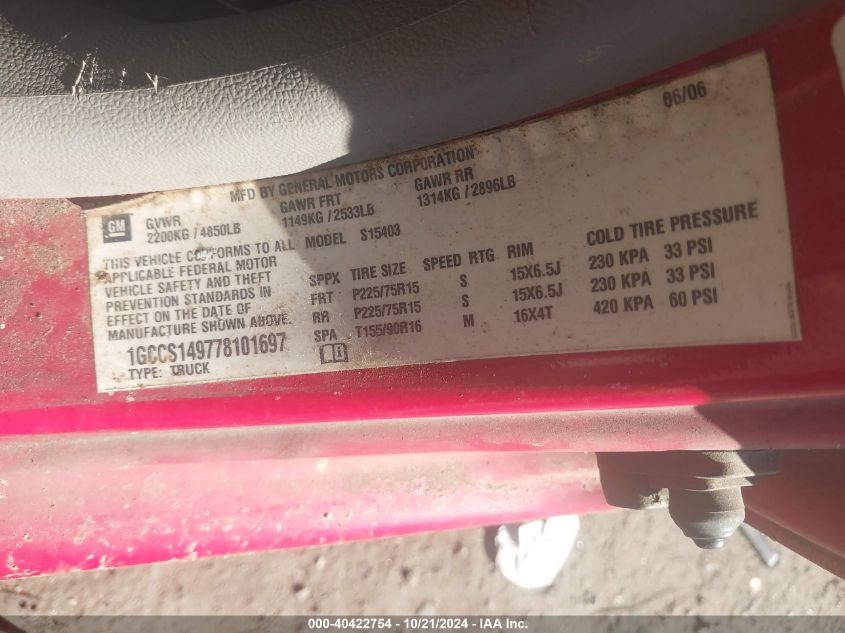 06/06
MFD BY GENERAL MOTORS CORPORATION
GM
GVWR GAWR FRT GAWR RR
2200KG / 4850LB 1149KG / 2533LB 1314KG / 2896LB
THIS VEHICLE CONFORMS TO ALL MODEL S15403
APPLICABLE FEDERAL MOTOR
VEHICLE SAFETY AND THEFT
PREVENTION STANDARDS IN
EFFECT ON THE DATE OF
MANUFACTURE SHOWN ABOVE.
SPPX TIRE SIZE SPEED RTG RIM COLD TIRE PRESSURE
FRT P225/75R15 S 15X6.5J 230 KPA 33 PSI
RR P225/75R15 S 15X6.5J 230 KPA 33 PSI
SPA T155/90R16 M 16X4T 420 KPA 60 PSI
1GCCS149778101697
TYPE: TRUCK
000-40422754 - 10/21/2024 - IAA Inc.